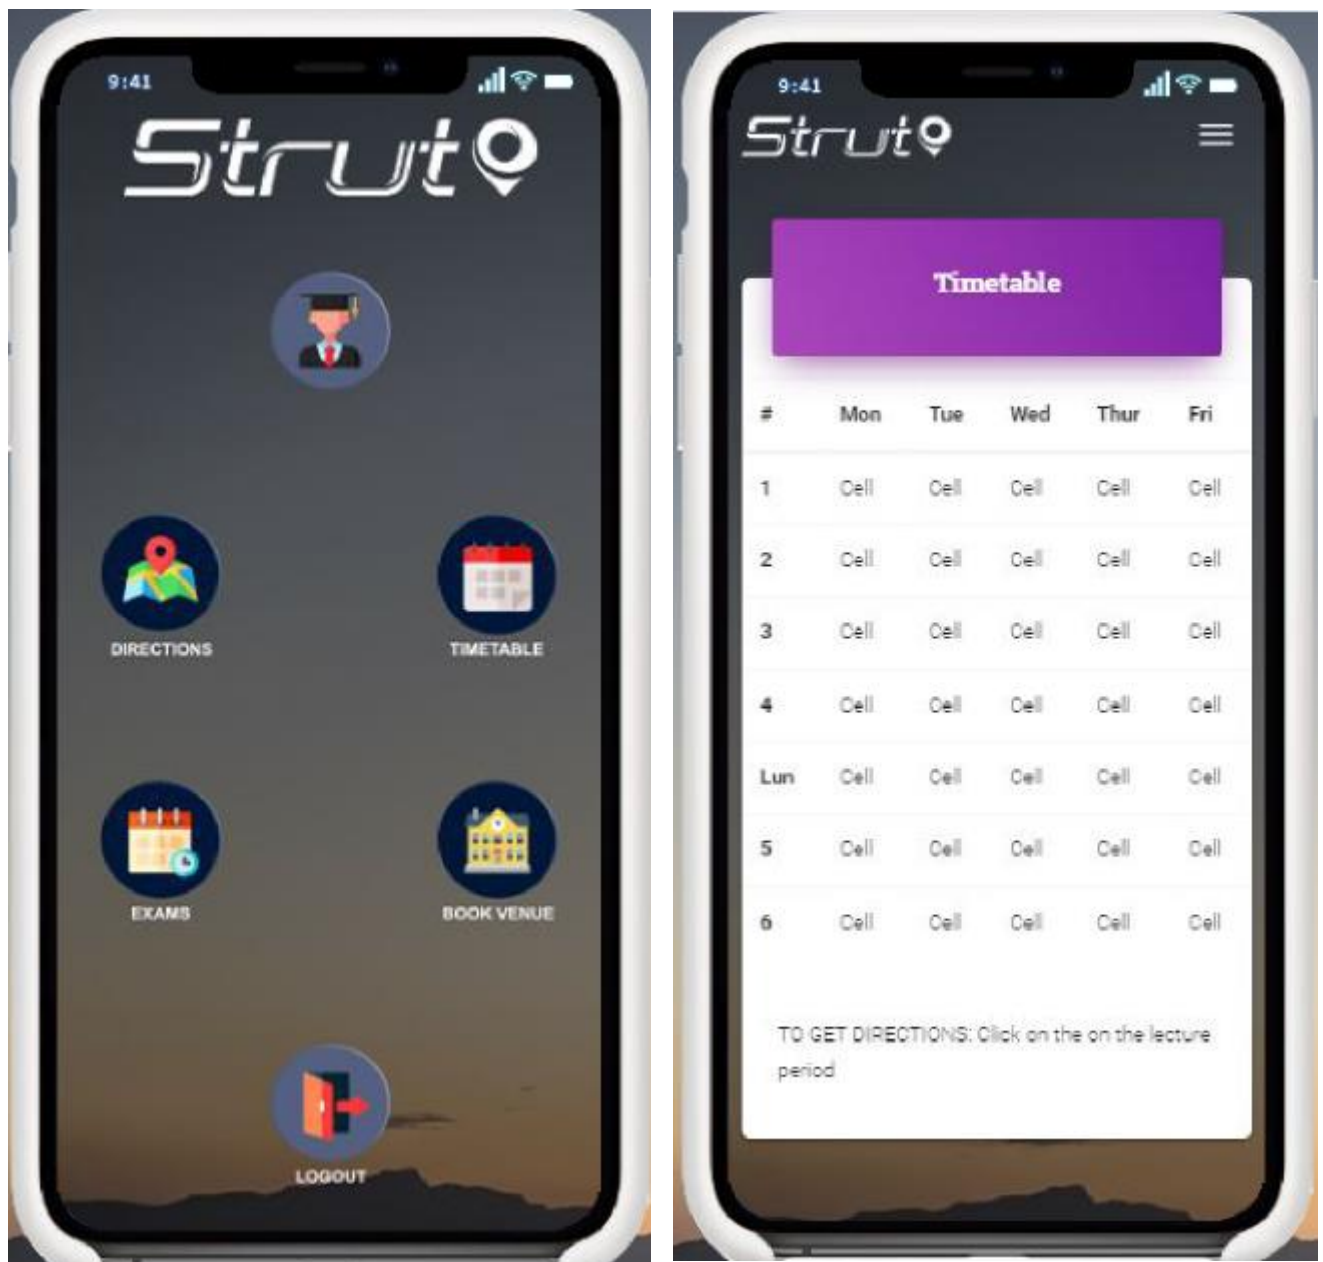 9:41
Strut
DIRECTIONS
TIMETABLE
EXAMS
BOOK VENUE
LOGOUT
9:41
Strut
Timetable
# Mon Tue Wed Thur Fri
1 Cell Cell Cell Cell Cell
2 Cell Cell Cell Cell Cell
3 Cell Cell Cell Cell Cell
4 Cell Cell Cell Cell Cell
Lun Cell Cell Cell Cell Cell
5 Cell Cell Cell Cell Cell
6 Cell Cell Cell Cell Cell
TO GET DIRECTIONS: Click on the on the lecture
period